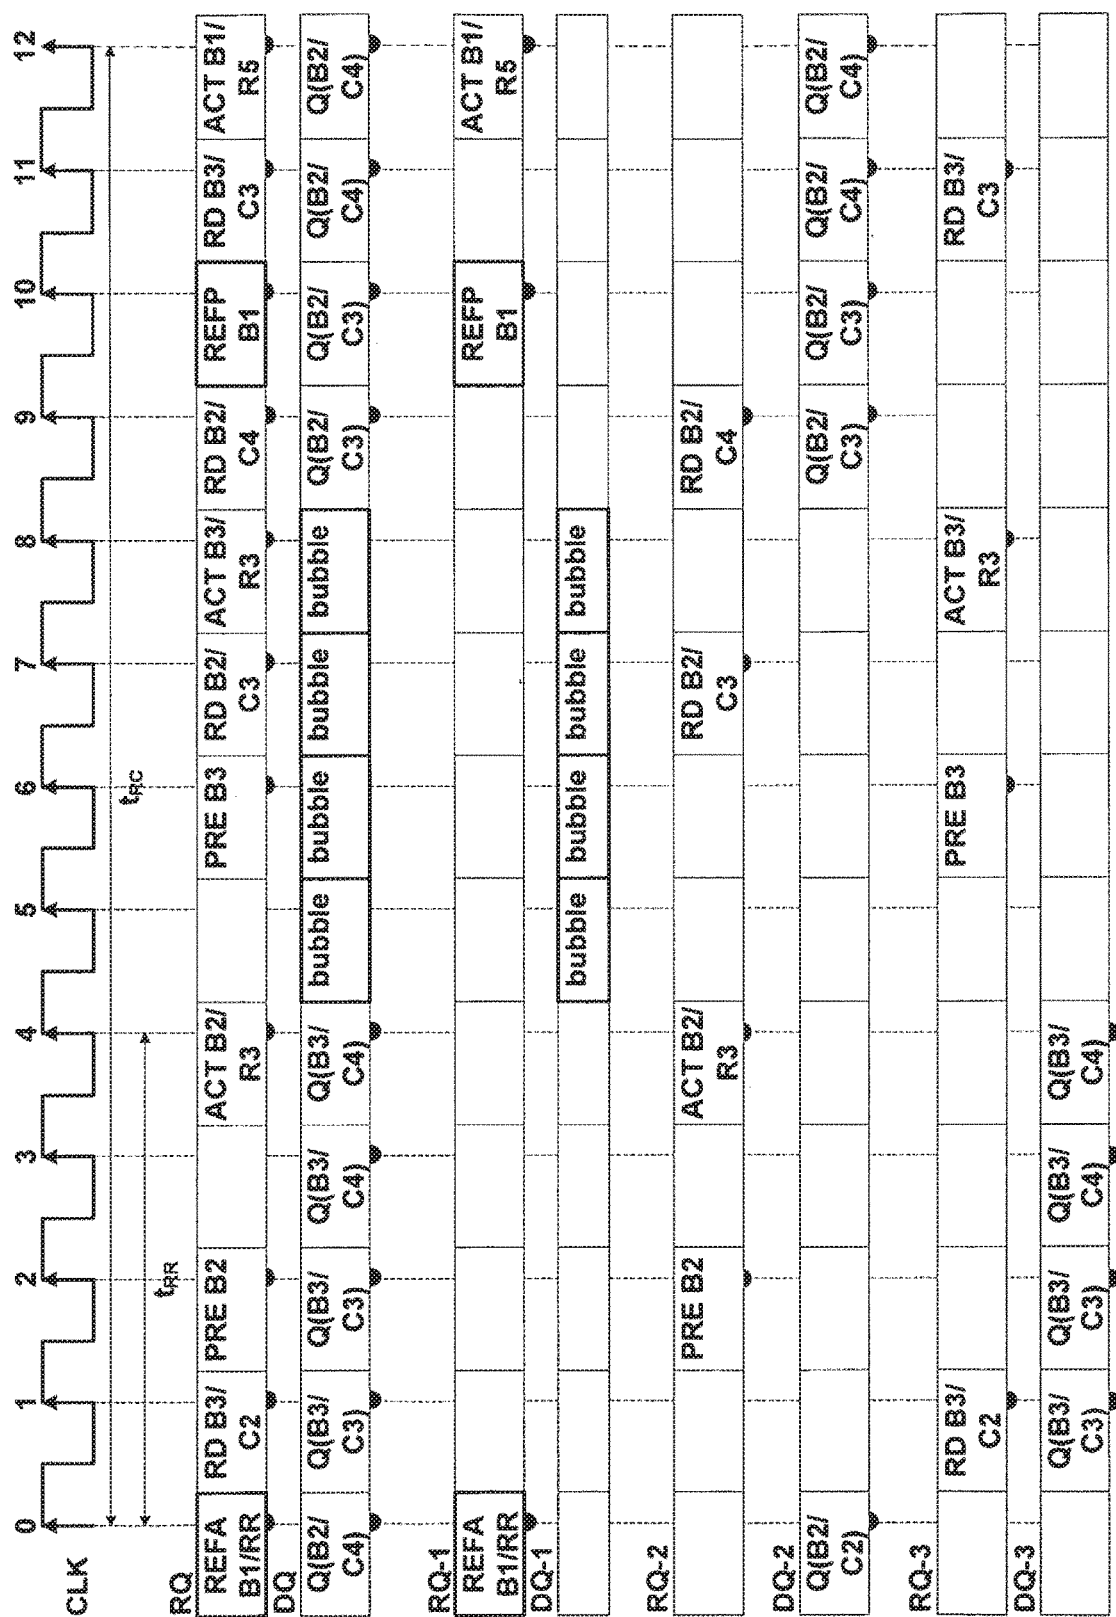 0 1 2 3 4 5 6 7 8 9 10 11 12
CLK
tRC
tRR
RQ
REFA B1/RR
RD B3/ C2
PRE B2
ACT B2/ R3
PRE B3
RD B2/ C3
ACT B3/ R3
RD B2/ C4
REFP B1
RD B3/ C3
ACT B1/ R5
DQ
Q(B2/ C4)
Q(B3/ C3)
Q(B3/ C3)
Q(B3/ C4)
Q(B3/ C4)
bubble
bubble
bubble
bubble
Q(B2/ C3)
Q(B2/ C3)
Q(B2/ C4)
Q(B2/ C4)
RQ-1
REFA B1/RR
REFP B1
ACT B1/ R5
DQ-1
bubble
bubble
bubble
bubble
RQ-2
PRE B2
ACT B2/ R3
RD B2/ C3
RD B2/ C4
DQ-2
Q(B2/ C2)
Q(B2/ C3)
Q(B2/ C3)
Q(B2/ C4)
Q(B2/ C4)
RQ-3
RD B3/ C2
PRE B3
ACT B3/ R3
RD B3/ C3
DQ-3
Q(B3/ C3)
Q(B3/ C3)
Q(B3/ C4)
Q(B3/ C4)